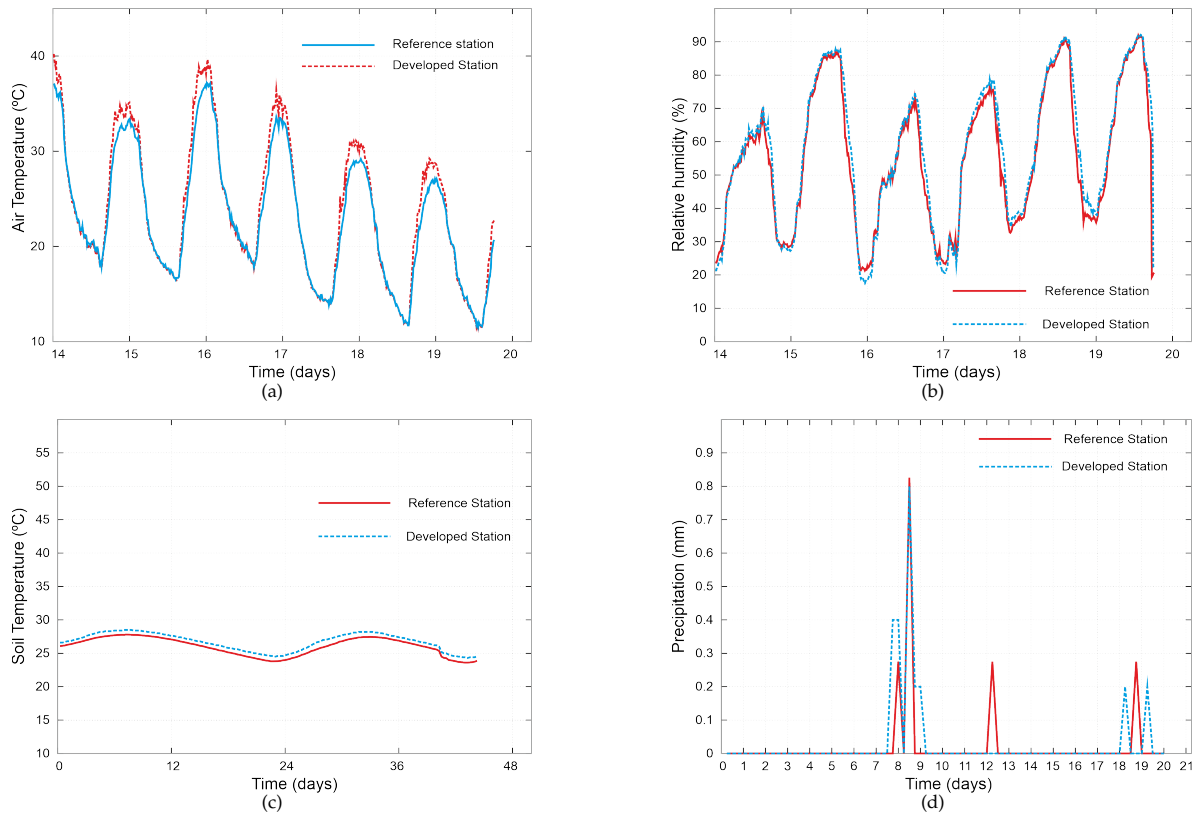 45
40
30
20
10
Air Temperature (ºC)
Reference station
Developed Station
14 15 16 17 18 19 20
Time (days)
(a)
90
80
70
60
50
40
30
20
10
0
Relative humidity (%)
Reference Station
Developed Station
14 15 16 17 18 19 20
Time (days)
(b)
55
50
45
40
35
30
25
20
15
10
Soil Temperature (ºC)
Reference Station
Developed Station
0 12 24 36 48
Time (days)
(c)
0.9
0.8
0.7
0.6
0.5
0.4
0.3
0.2
0.1
0
Precipitation (mm)
Reference Station
Developed Station
0 1 2 3 4 5 6 7 8 9 10 11 12 13 14 15 16 17 18 19 20 21
Time (days)
(d)